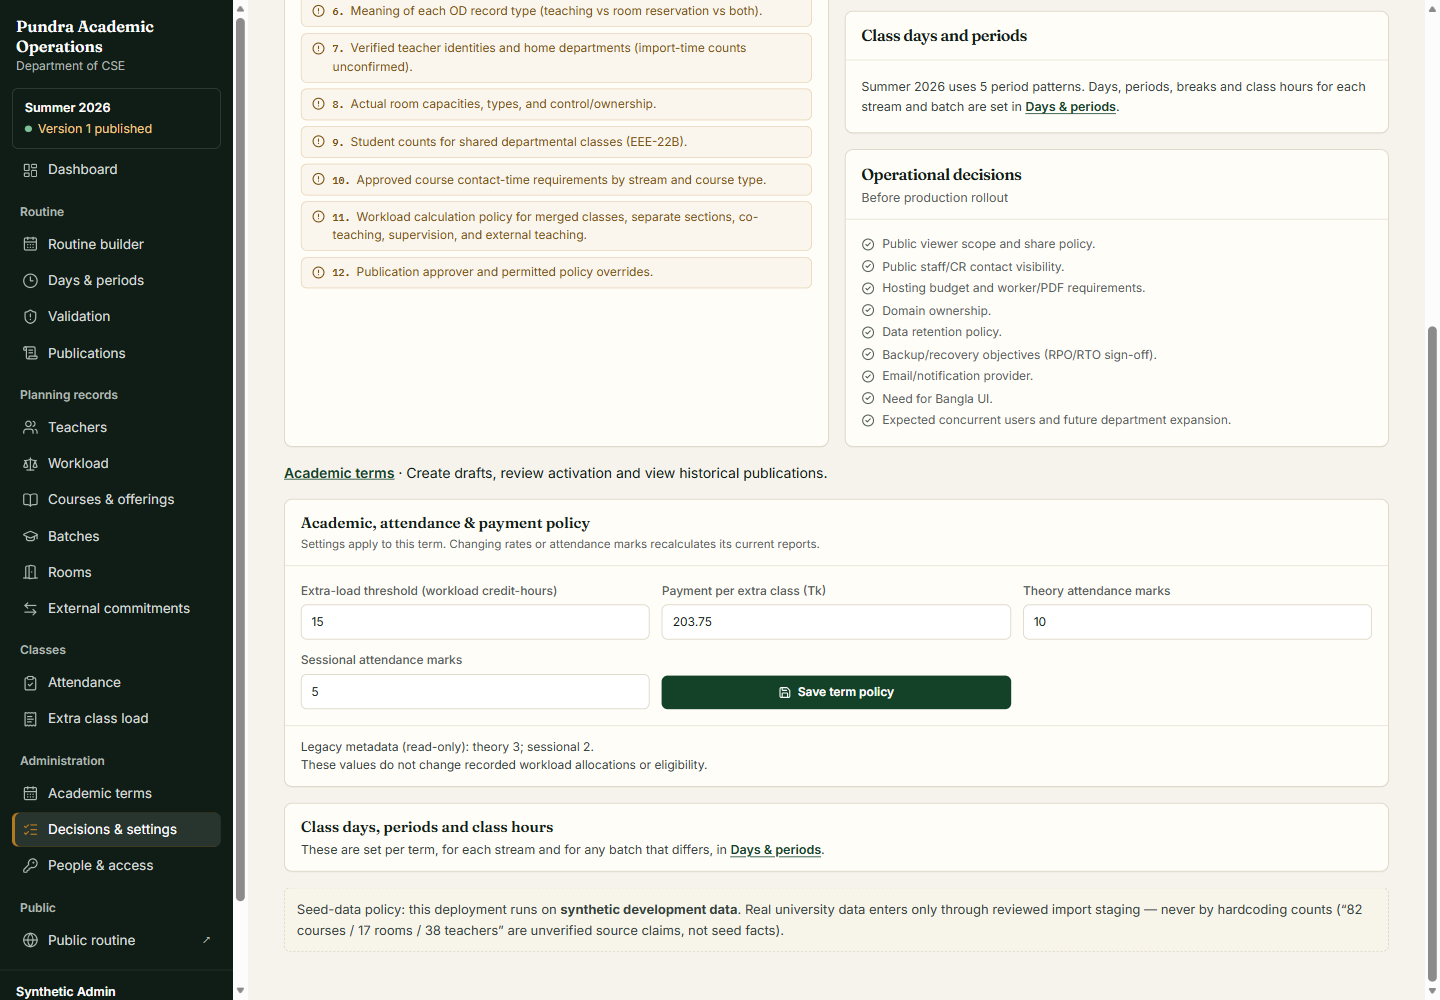 Pundra Academic
Operations
Department of CSE
Summer 2026
Version 1 published
Dashboard
Routine
Routine builder
Days & periods
Validation
Publications
Planning records
Teachers
Workload
Courses & offerings
Batches
Rooms
External commitments
Classes
Attendance
Extra class load
Administration
Academic terms
Decisions & settings
People & access
Public
Public routine ↗
Synthetic Admin
6. Meaning of each OD record type (teaching vs room reservation vs both).
7. Verified teacher identities and home departments (import-time counts
unconfirmed).
8. Actual room capacities, types, and control/ownership.
9. Student counts for shared departmental classes (EEE-22B).
10. Approved course contact-time requirements by stream and course type.
11. Workload calculation policy for merged classes, separate sections, co-
teaching, supervision, and external teaching.
12. Publication approver and permitted policy overrides.
Class days and periods
Summer 2026 uses 5 period patterns. Days, periods, breaks and class hours for each
stream and batch are set in Days & periods.
Operational decisions
Before production rollout
Public viewer scope and share policy.
Public staff/CR contact visibility.
Hosting budget and worker/PDF requirements.
Domain ownership.
Data retention policy.
Backup/recovery objectives (RPO/RTO sign-off).
Email/notification provider.
Need for Bangla UI.
Expected concurrent users and future department expansion.
Academic terms · Create drafts, review activation and view historical publications.
Academic, attendance & payment policy
Settings apply to this term. Changing rates or attendance marks recalculates its current reports.
Extra-load threshold (workload credit-hours)
15
Payment per extra class (Tk)
203.75
Theory attendance marks
10
Sessional attendance marks
5
Save term policy
Legacy metadata (read-only): theory 3; sessional 2.
These values do not change recorded workload allocations or eligibility.
Class days, periods and class hours
These are set per term, for each stream and for any batch that differs, in Days & periods.
Seed-data policy: this deployment runs on synthetic development data. Real university data enters only through reviewed import staging — never by hardcoding counts (“82
courses / 17 rooms / 38 teachers” are unverified source claims, not seed facts).